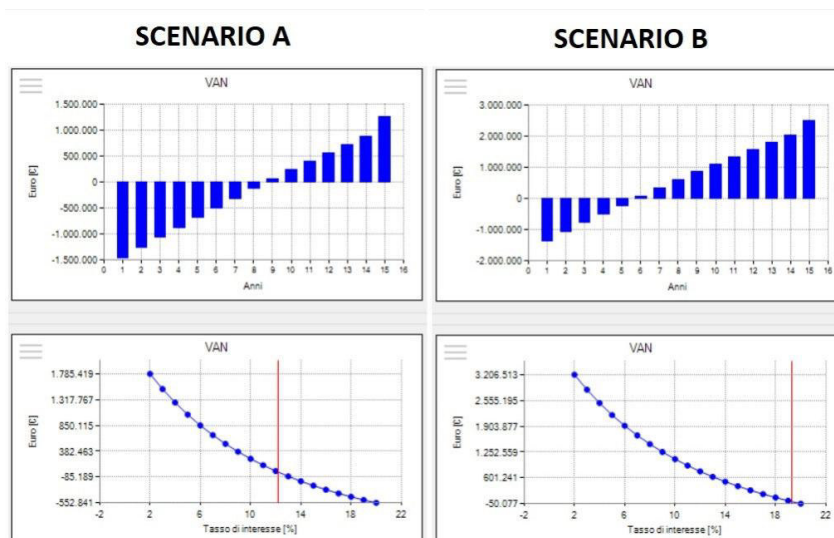 SCENARIO A
SCENARIO B
VAN
1.500.000
1.000.000
500.000
0
-500.000
-1.000.000
-1.500.000
Euro [€]
0 1 2 3 4 5 6 7 8 9 10 11 12 13 14 15 16
Anni
VAN
3.000.000
2.000.000
1.000.000
0
-1.000.000
-2.000.000
Euro [€]
0 1 2 3 4 5 6 7 8 9 10 11 12 13 14 15 16
Anni
VAN
1.785.419
1.317.767
850.115
382.463
-85.189
-552.841
Euro [€]
-2 2 6 10 14 18 22
Tasso di interesse [%]
VAN
3.206.513
2.555.195
1.903.877
1.252.559
601.241
-50.077
Euro [€]
-2 2 6 10 14 18 22
Tasso di interesse [%]